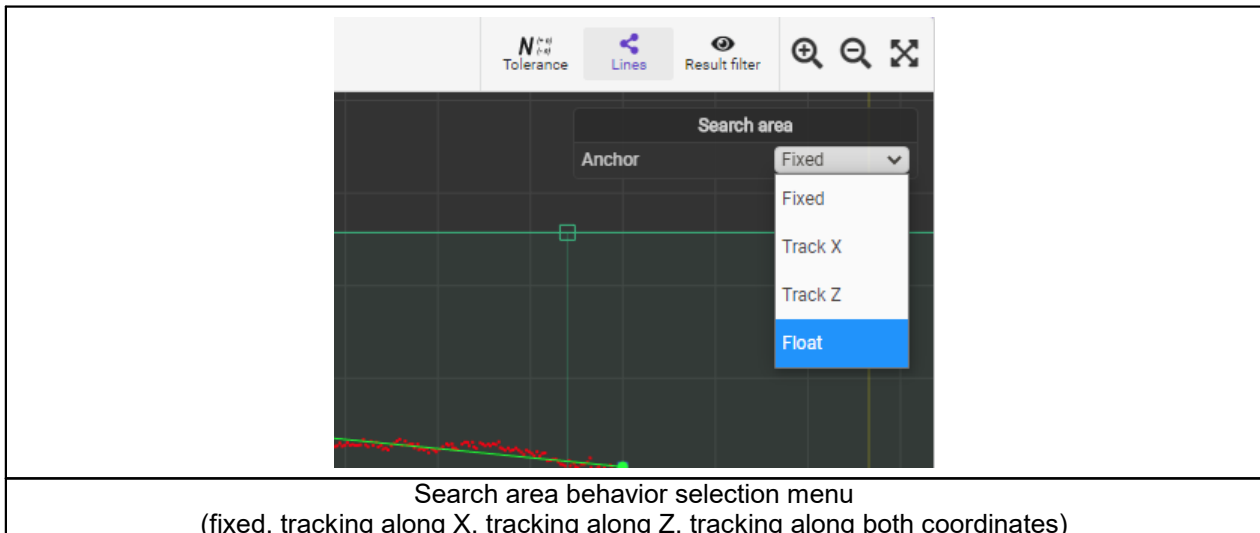 N
Tolerance
Lines
Result filter
Search area
Anchor
Fixed
Fixed
Track X
Track Z
Float
Search area behavior selection menu
(fixed, tracking along X, tracking along Z, tracking along both coordinates)